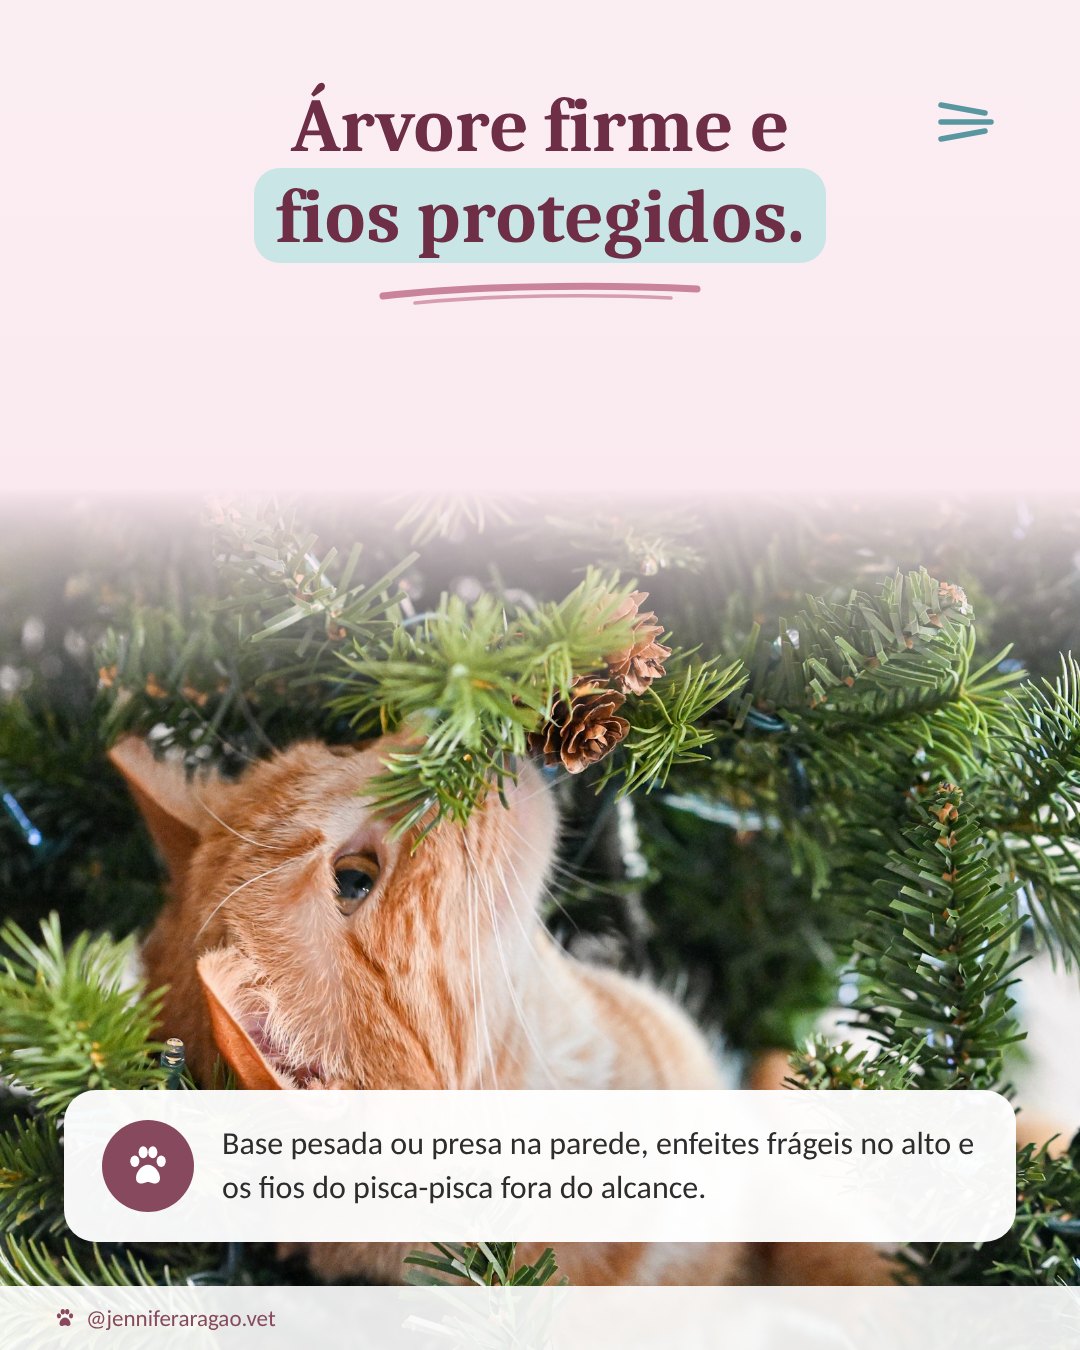 Árvore firme e
fios protegidos.
Base pesada ou presa na parede, enfeites frágeis no alto e
os fios do pisca-pisca fora do alcance.
@jenniferaragao.vet